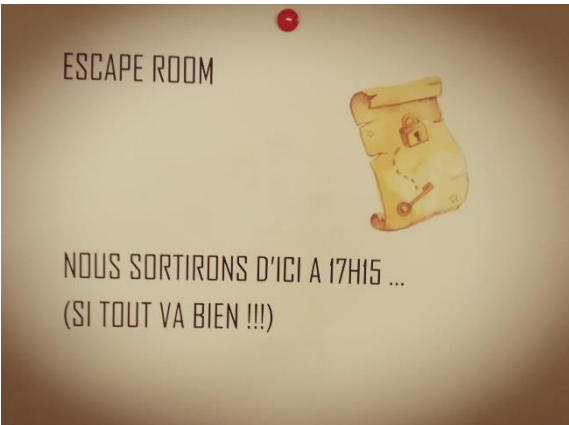 ESCAPE ROOM
NOUS SORTIRONS D'ICI A 17H15 ...
(SI TOUT VA BIEN !!!)